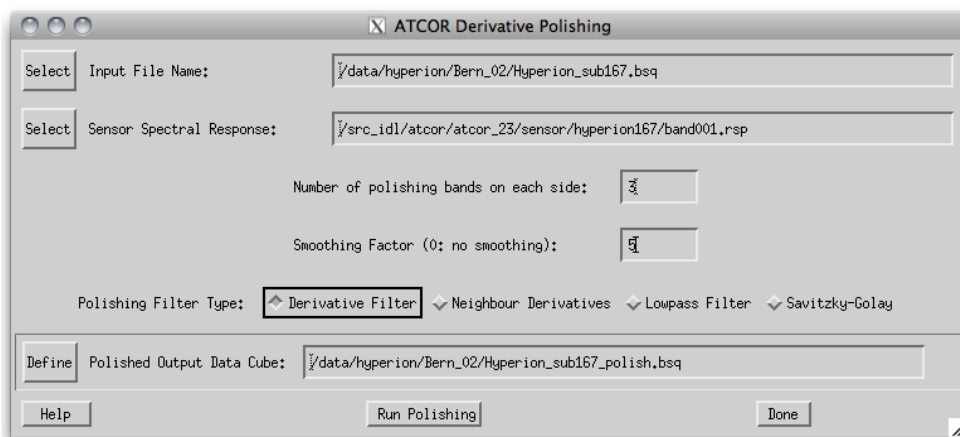 X ATCOR Derivative Polishing
Select Input File Name: /data/hyperion/Bern_02/Hyperion_sub167.bsq
Select Sensor Spectral Response: /src_idl/atcor/atcor_23/sensor/hyperion167/band001.rsp
Number of polishing bands on each side: 3
Smoothing Factor (0: no smoothing): 5
Polishing Filter Type: Derivative Filter Neighbour Derivatives Lowpass Filter Savitzky-Golay
Define Polished Output Data Cube: /data/hyperion/Bern_02/Hyperion_sub167_polish.bsq
Help Run Polishing Done